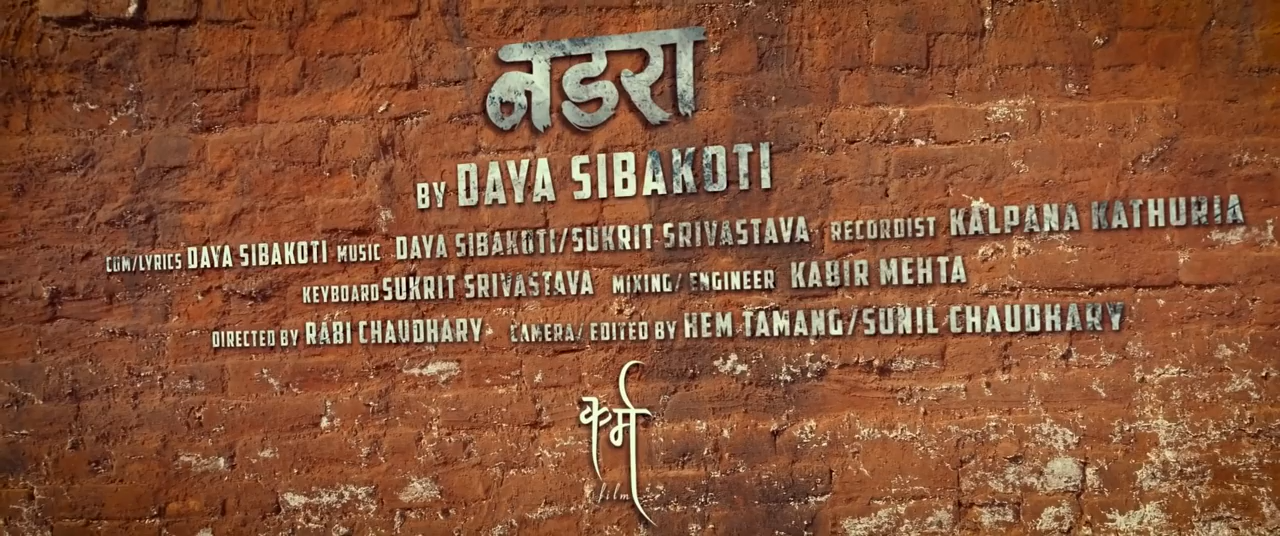 नडरा
BY DAYA SIBAKOTI
COM/LYRICS DAYA SIBAKOTI MUSIC DAYA SIBAKOTI/SUKRIT SRIVASTAVA RECORDIST KALPANA KATHURIA
KEYBOARD SUKRIT SRIVASTAVA MIXING/ ENGINEER KABIR MEHTA
DIRECTED BY RABI CHAUDHARY CAMERA/ EDITED BY HEM TAMANG/SUNIL CHAUDHARY
कर्म
film